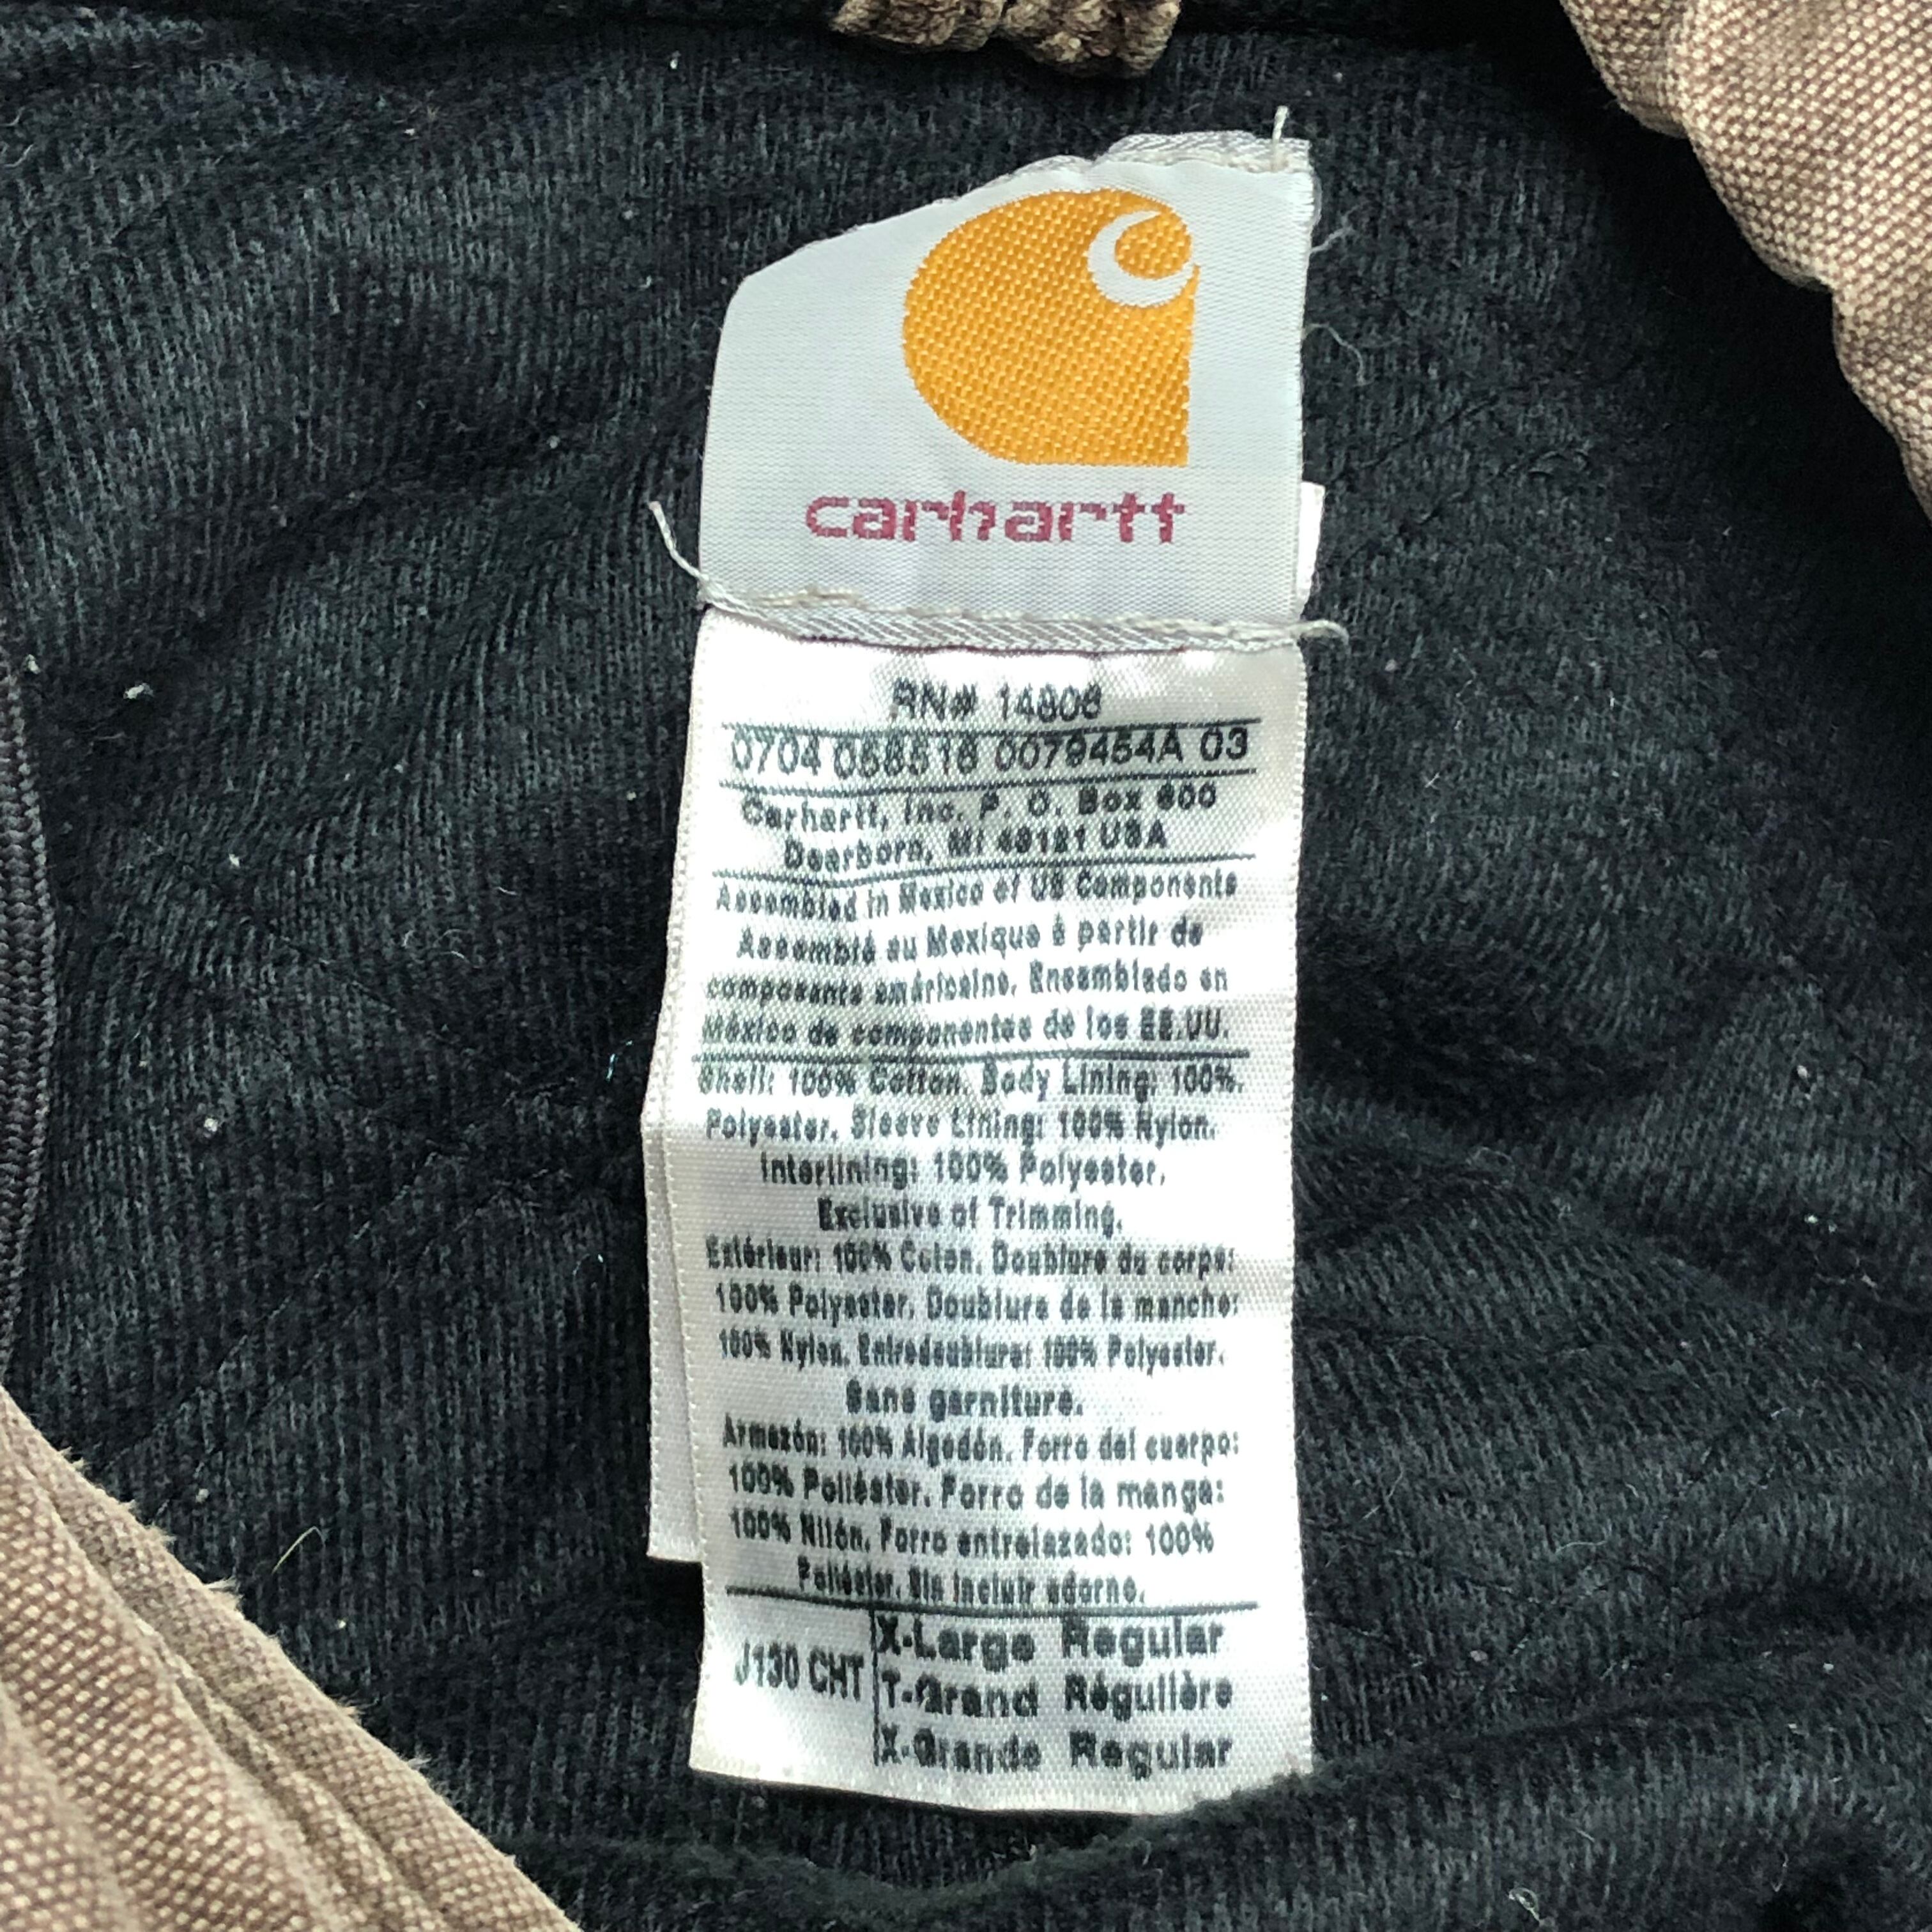 carhartt
RN# 14806
0704 058518 0079454A 03
Carhartt, Inc. P. O. Box 600
Dearborn, MI 48121 USA
Assembled in Mexico of US Components
Assemblé au Mexique à partir de
composants américains. Ensamblado en
México de componentes de los EE.UU.
Shell: 100% Cotton. Body Lining: 100%
Polyester. Sleeve Lining: 100% Nylon.
Interlining: 100% Polyester.
Exclusive of Trimming.
Extérieur: 100% Coton. Doublure du corps:
100% Polyester. Doublure de la manche:
100% Nylon. Entredoublure: 100% Polyester.
Sans garniture.
Armazón: 100% Algodón. Forro del cuerpo:
100% Poliéster. Forro de la manga:
100% Nilón. Forro entrelazado: 100%
Poliéster. Sin incluir adorno.
J130 CHT
X-Large Regular
T-Grand Régulière
X-Grande Regular